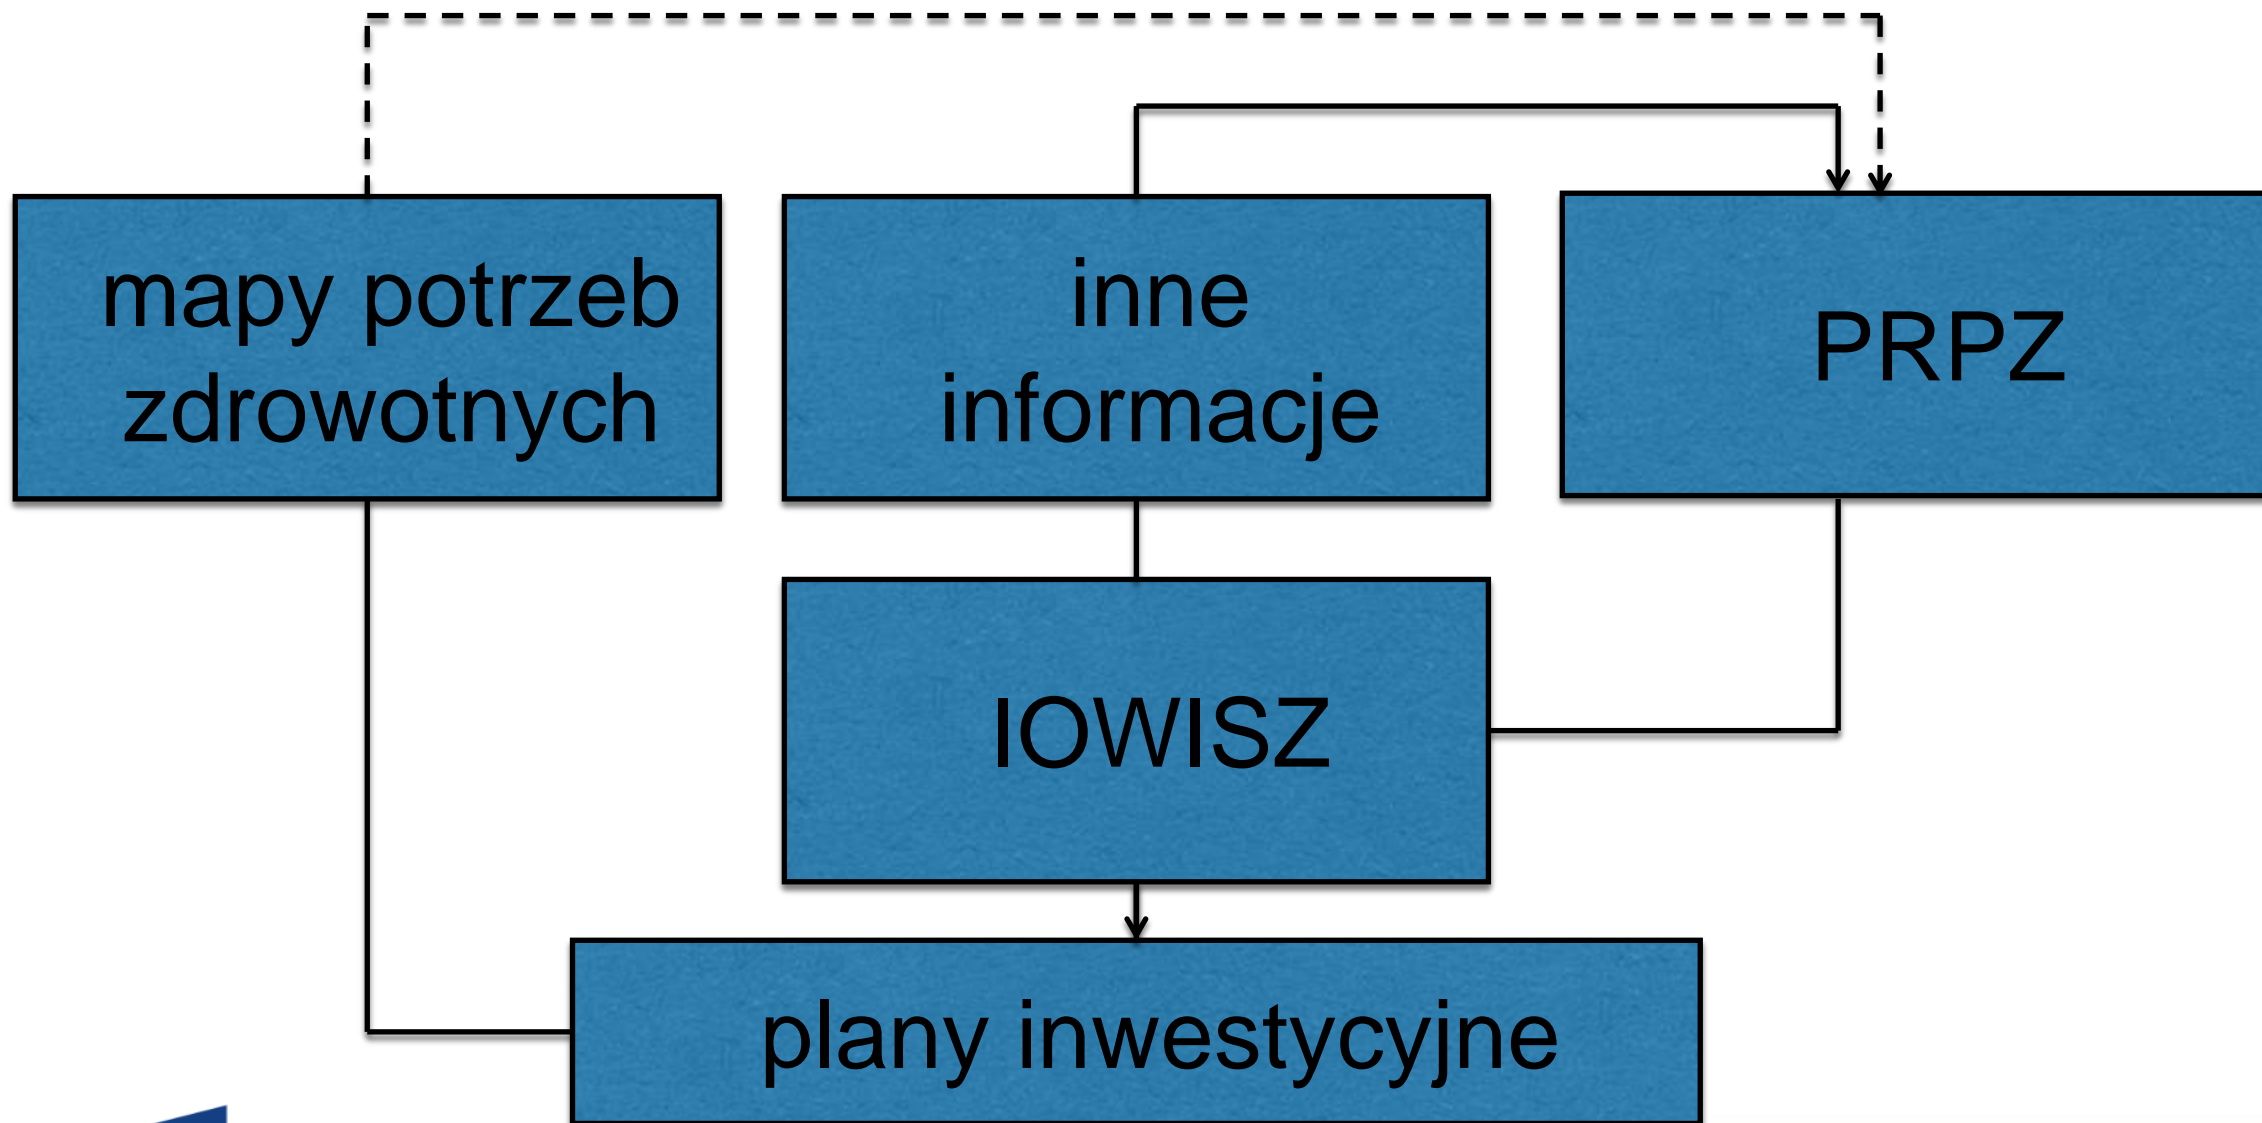 mapy potrzeb
zdrowotnych
inne
informacje
PRPZ
IOWISZ
plany inwestycyjne